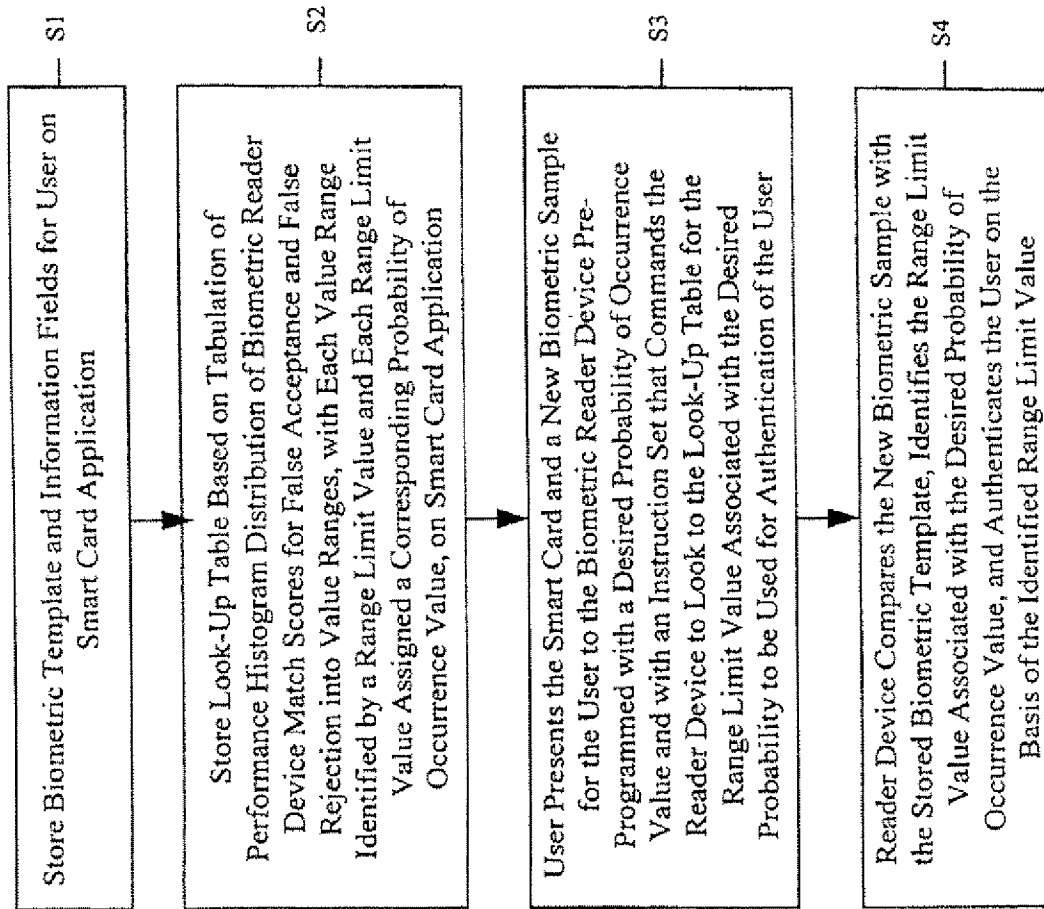 Store Biometric Template and Information Fields for User on
Smart Card Application
S1
Store Look-Up Table Based on Tabulation of
Performance Histogram Distribution of Biometric Reader
Device Match Scores for False Acceptance and False
Rejection into Value Ranges, with Each Value Range
Identified by a Range Limit Value and Each Range Limit
Value Assigned a Corresponding Probability of
Occurrence Value, on Smart Card Application
S2
User Presents the Smart Card and a New Biometric Sample
for the User to the Biometric Reader Device Pre-
Programmed with a Desired Probability of Occurrence
Value and with an Instruction Set that Commands the
Reader Device to Look to the Look-Up Table for the
Range Limit Value Associated with the Desired
Probability to be Used for Authentication of the User
S3
Reader Device Compares the New Biometric Sample with
the Stored Biometric Template, Identifies the Range Limit
Value Associated with the Desired Probability of
Occurrence Value, and Authenticates the User on the
Basis of the Identified Range Limit Value
S4